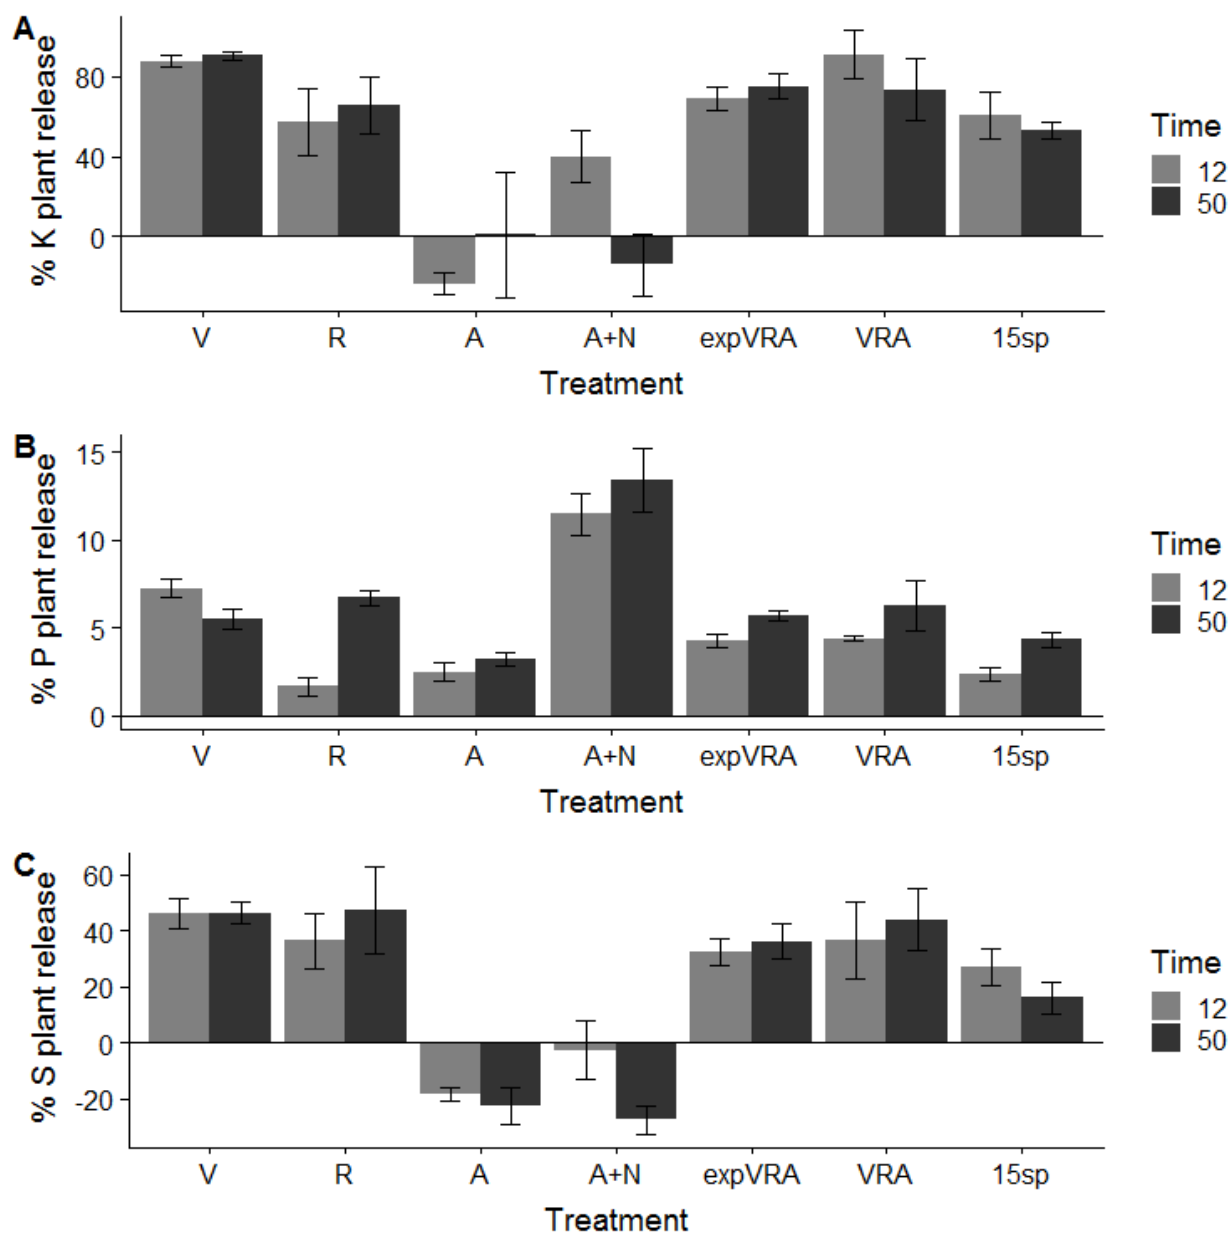 A
% K plant release
80
40
0
V R A A+N expVRA VRA 15sp
Treatment
Time
12
50
B
% P plant release
15
10
5
0
V R A A+N expVRA VRA 15sp
Treatment
Time
12
50
C
% S plant release
60
40
20
0
-20
V R A A+N expVRA VRA 15sp
Treatment
Time
12
50